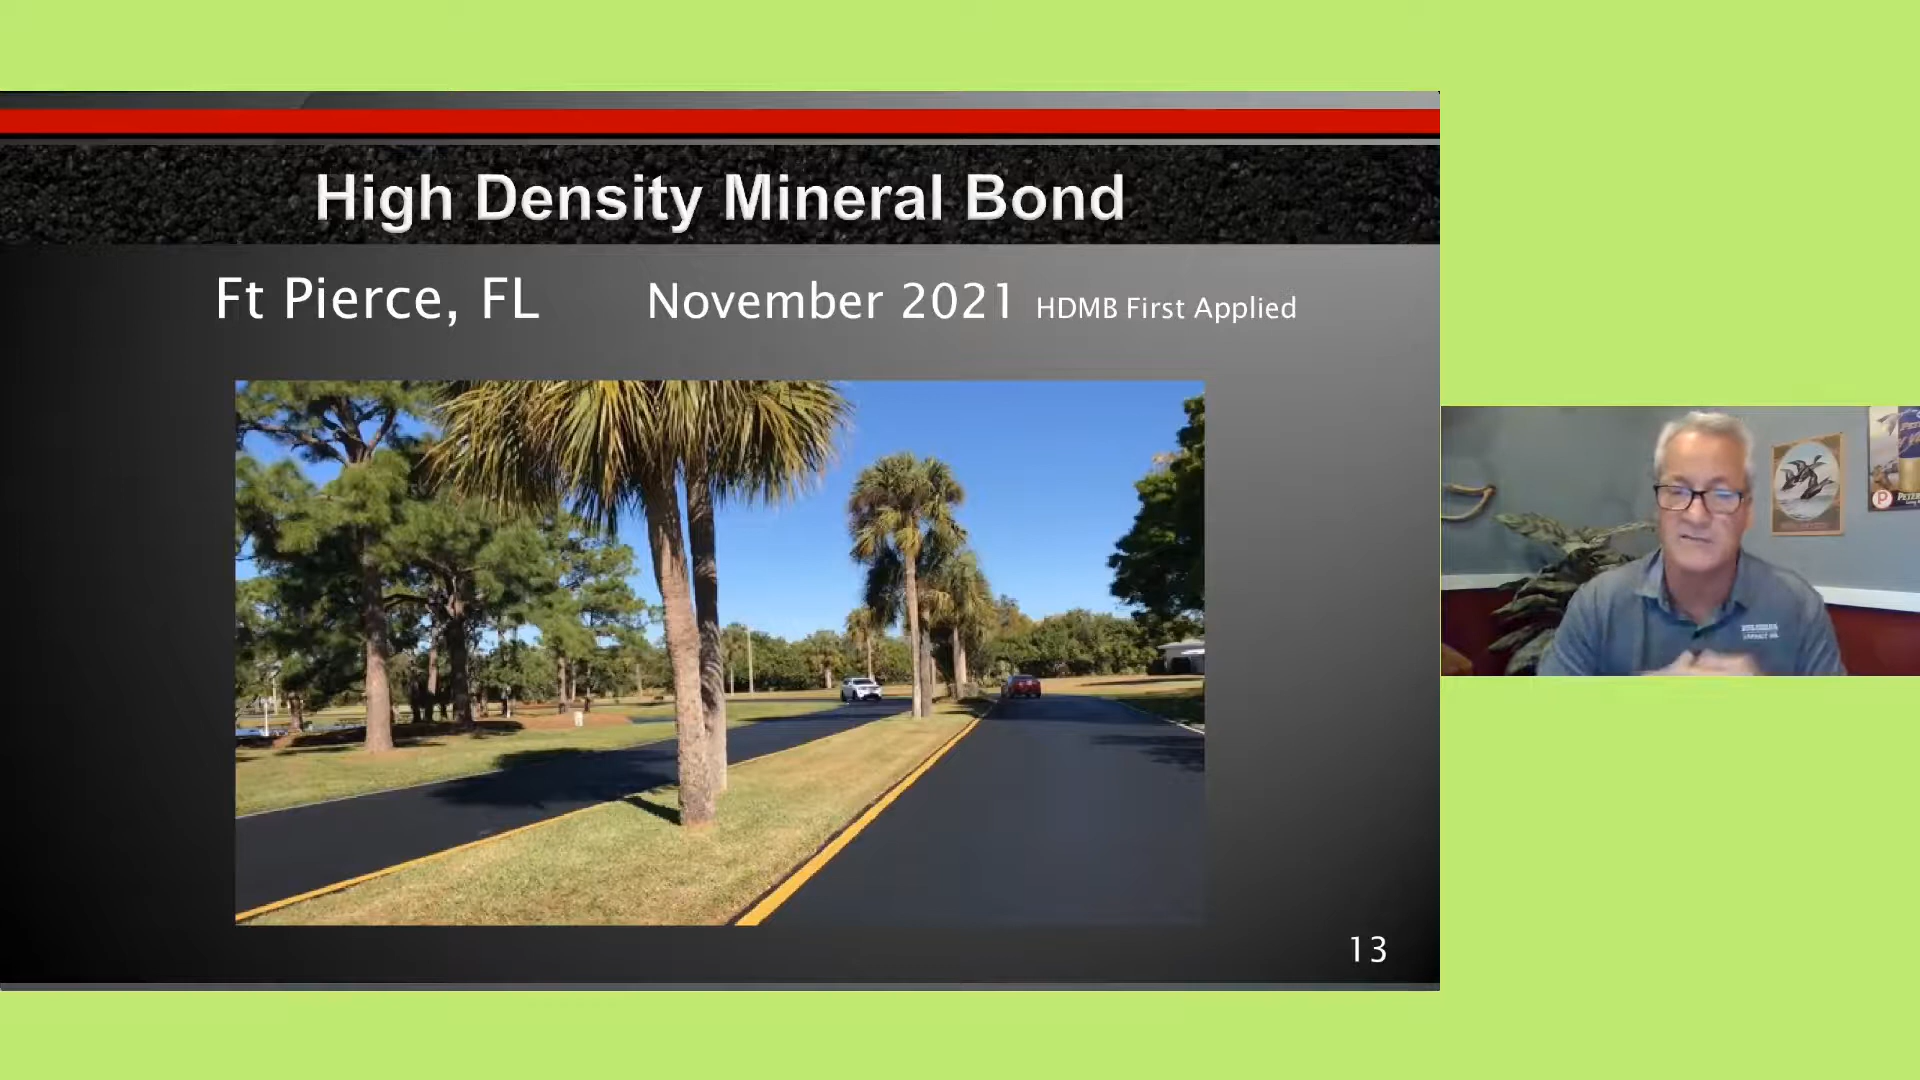 High Density Mineral Bond
Ft Pierce, FL November 2021 HDMB First Applied
13